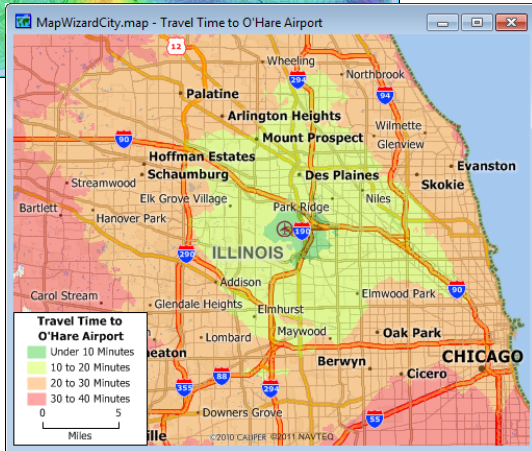 MapWizardCity.map - Travel Time to O'Hare Airport
12
Wheeling
294
Northbrook
94
Palatine
Arlington Heights
Wilmette
Mount Prospect
Glenview
90
Evanston
Hoffman Estates
Schaumburg
Des Plaines
Skokie
Streamwood
Elk Grove Village
Niles
Bartlett
Park Ridge
Hanover Park
190
ILLINOIS
290
Addison
90
Carol Stream
Elmwood Park
Glendale Heights
Elmhurst
Travel Time to
O'Hare Airport
Under 10 Minutes
10 to 20 Minutes
20 to 30 Minutes
30 to 40 Minutes
0 5
Miles
Maywood
Oak Park
Lombard
eaton
Berwyn
CHICAGO
88
Cicero
355
294
Downers Grove
55
ville
©2010 CALIPER ©2011 NAVTEQ